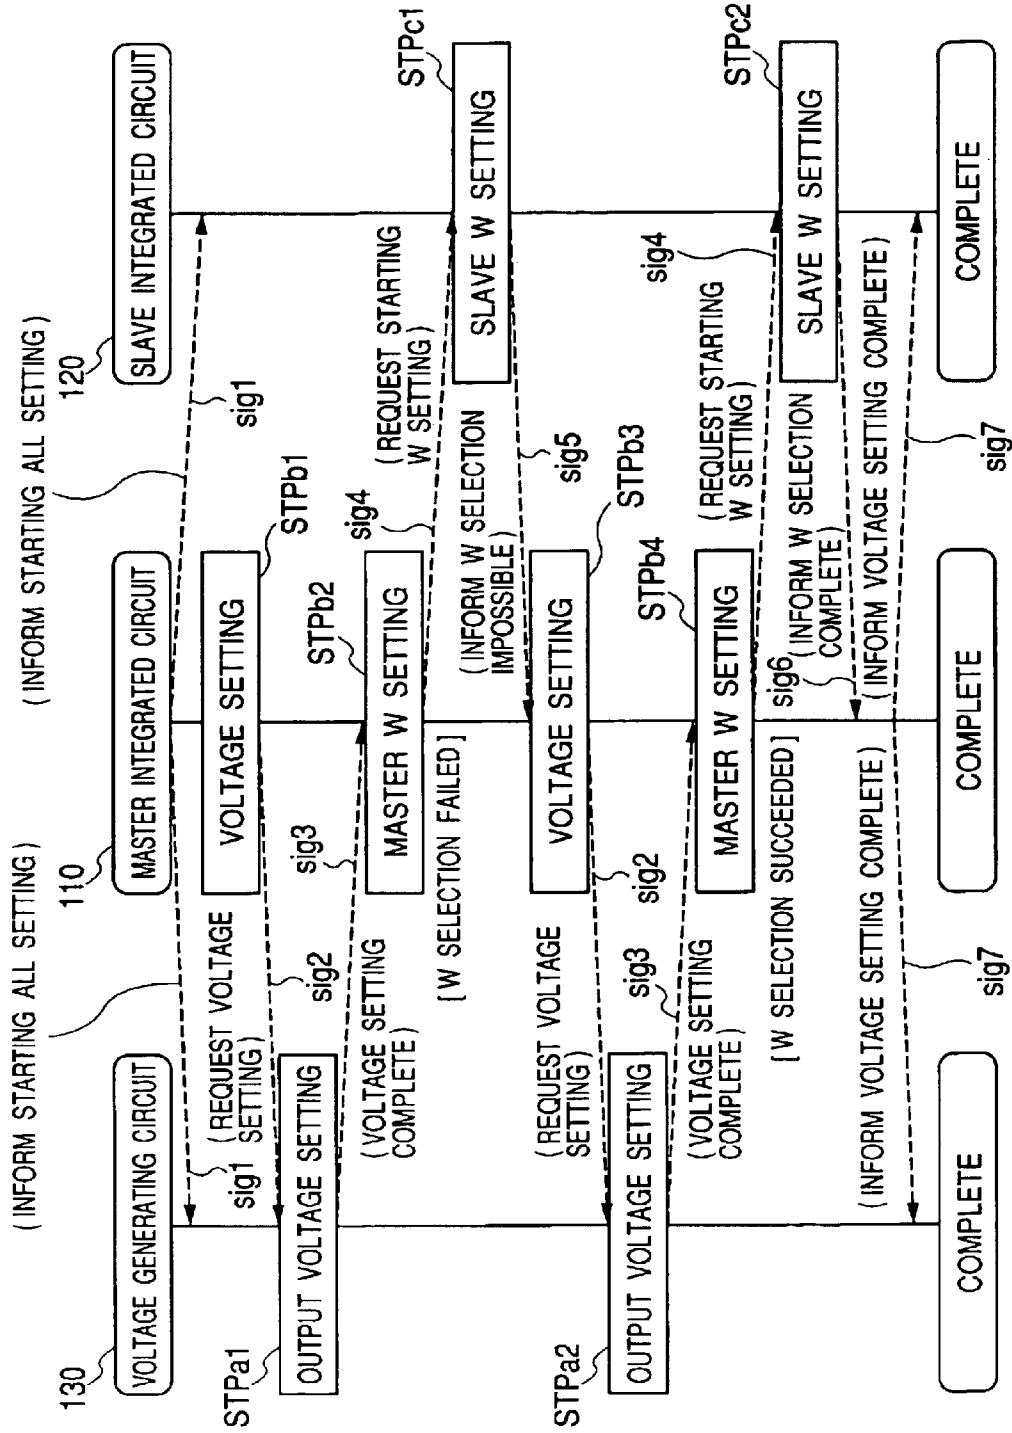 (INFORM STARTING ALL SETTING)
(INFORM STARTING ALL SETTING)
130
VOLTAGE GENERATING CIRCUIT
110
MASTER INTEGRATED CIRCUIT
120
SLAVE INTEGRATED CIRCUIT
sig1
sig1
VOLTAGE SETTING
STPb1
(REQUEST VOLTAGE
SETTING)
sig2
STPa1
OUTPUT VOLTAGE SETTING
sig3
(VOLTAGE SETTING
COMPLETE)
STPb2
MASTER W SETTING
sig4
(REQUEST STARTING
W SETTING)
[W SELECTION FAILED]
STPc1
SLAVE W SETTING
(INFORM W SELECTION
IMPOSSIBLE)
sig5
VOLTAGE SETTING
STPb3
(REQUEST VOLTAGE
SETTING)
sig2
STPa2
OUTPUT VOLTAGE SETTING
sig3
(VOLTAGE SETTING
COMPLETE)
STPb4
MASTER W SETTING
sig4
(REQUEST STARTING
W SETTING)
[W SELECTION SUCCEEDED]
STPc2
SLAVE W SETTING
(INFORM W SELECTION
COMPLETE)
sig6
(INFORM VOLTAGE SETTING COMPLETE)
(INFORM VOLTAGE SETTING COMPLETE)
sig7
sig7
COMPLETE
COMPLETE
COMPLETE